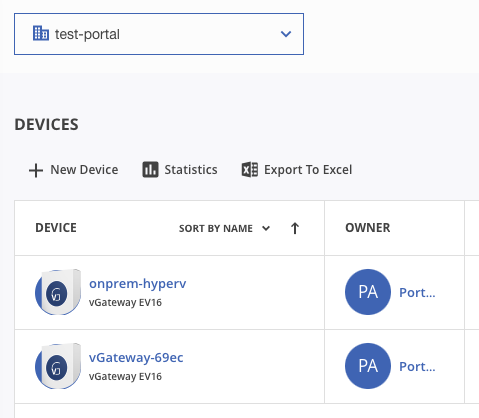 test-portal
DEVICES
New Device Statistics Export To Excel
DEVICE SORT BY NAME OWNER
onprem-hyperv
vGateway EV16
PA Port...
vGateway-69ec
vGateway EV16
PA Port...